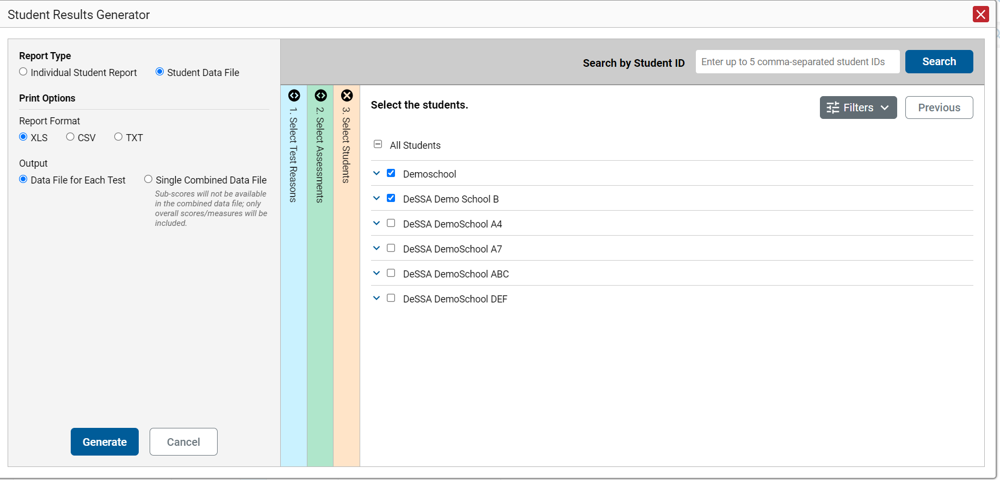 Student Results Generator
Report Type
Individual Student Report
Student Data File
Print Options
Report Format
XLS
CSV
TXT
Output
Data File for Each Test
Single Combined Data File
Sub-scores will not be available
in the combined data file; only
overall scores/measures will be
included.
Generate
Cancel
Search by Student ID
Enter up to 5 comma-separated student IDs
Search
1. Select Test Reasons
2. Select Assessments
3. Select Students
Select the students.
Filters
Previous
All Students
Demoschool
DeSSA Demo School B
DeSSA DemoSchool A4
DeSSA DemoSchool A7
DeSSA DemoSchool ABC
DeSSA DemoSchool DEF